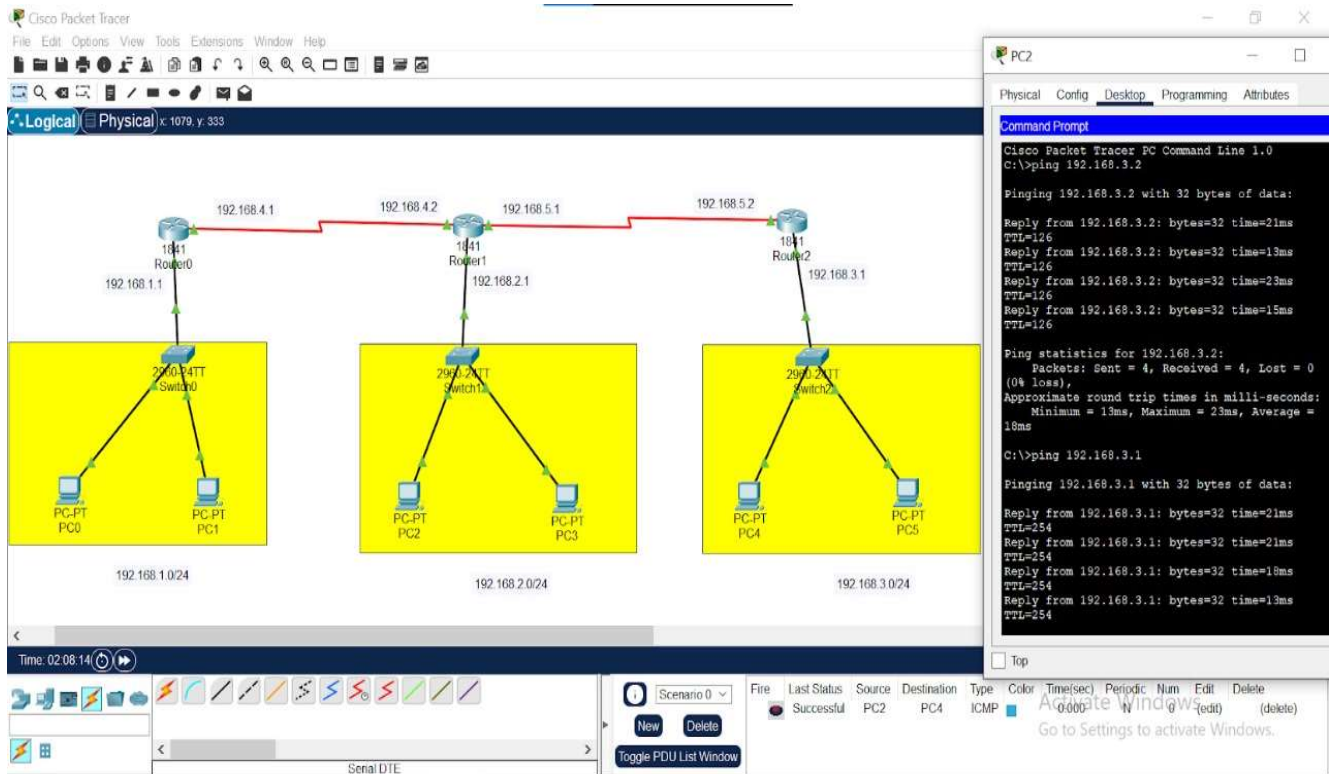 Cisco Packet Tracer
File Edit Options View Tools Extensions Window Help
Logical Physical x: 1079, y: 333
192.168.4.1
192.168.4.2
192.168.5.1
192.168.5.2
1841
Router0
1841
Router1
1841
Router2
192.168.1.1
192.168.2.1
192.168.3.1
2960-24TT
Switch0
2960-24TT
Switch1
2960-24TT
Switch2
PC-PT
PC0
PC-PT
PC1
PC-PT
PC2
PC-PT
PC3
PC-PT
PC4
PC-PT
PC5
192.168.1.0/24
192.168.2.0/24
192.168.3.0/24
PC2
Physical Config Desktop Programming Attributes
Command Prompt
Cisco Packet Tracer PC Command Line 1.0
C:\>ping 192.168.3.2
Pinging 192.168.3.2 with 32 bytes of data:
Reply from 192.168.3.2: bytes=32 time=21ms
TTL=126
Reply from 192.168.3.2: bytes=32 time=13ms
TTL=126
Reply from 192.168.3.2: bytes=32 time=23ms
TTL=126
Reply from 192.168.3.2: bytes=32 time=15ms
TTL=126
Ping statistics for 192.168.3.2:
Packets: Sent = 4, Received = 4, Lost = 0
(0% loss),
Approximate round trip times in milli-seconds:
Minimum = 13ms, Maximum = 23ms, Average =
18ms
C:\>ping 192.168.3.1
Pinging 192.168.3.1 with 32 bytes of data:
Reply from 192.168.3.1: bytes=32 time=21ms
TTL=254
Reply from 192.168.3.1: bytes=32 time=21ms
TTL=254
Reply from 192.168.3.1: bytes=32 time=18ms
TTL=254
Reply from 192.168.3.1: bytes=32 time=13ms
TTL=254
Top
Time: 02:08:14
Scenario 0
New Delete
Toggle PDU List Window
Fire Last Status Source Destination Type Color Time(sec) Periodic Num Edit Delete
Successful PC2 PC4 ICMP 0.000 N 0 (edit) (delete)
Activate Windows
Go to Settings to activate Windows.
Serial DTE